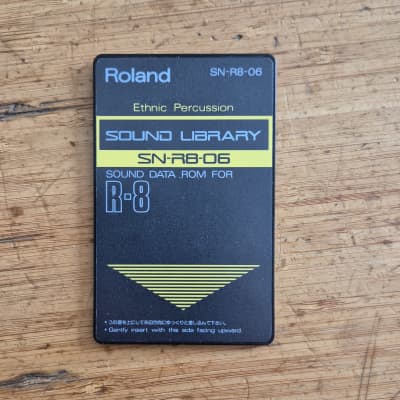 Roland SN-R8-06
Ethnic Percussion
SOUND LIBRARY
SN-R8-06
SOUND DATA ROM FOR
R-8
• Gently insert with this side facing upward.